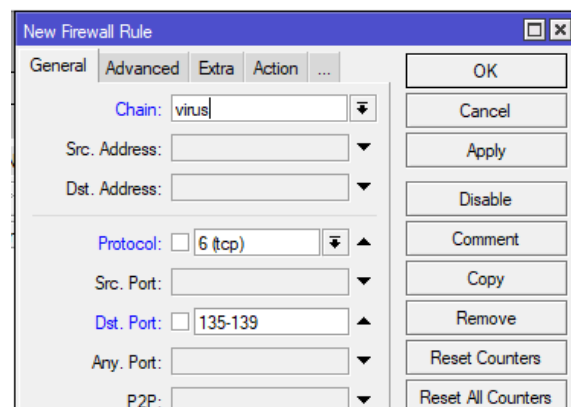 New Firewall Rule
General Advanced Extra Action ...
OK
Chain: virus
Cancel
Src. Address:
Apply
Dst. Address:
Disable
Protocol: 6 (tcp)
Comment
Src. Port:
Copy
Dst. Port: 135-139
Remove
Any. Port:
Reset Counters
P2P:
Reset All Counters